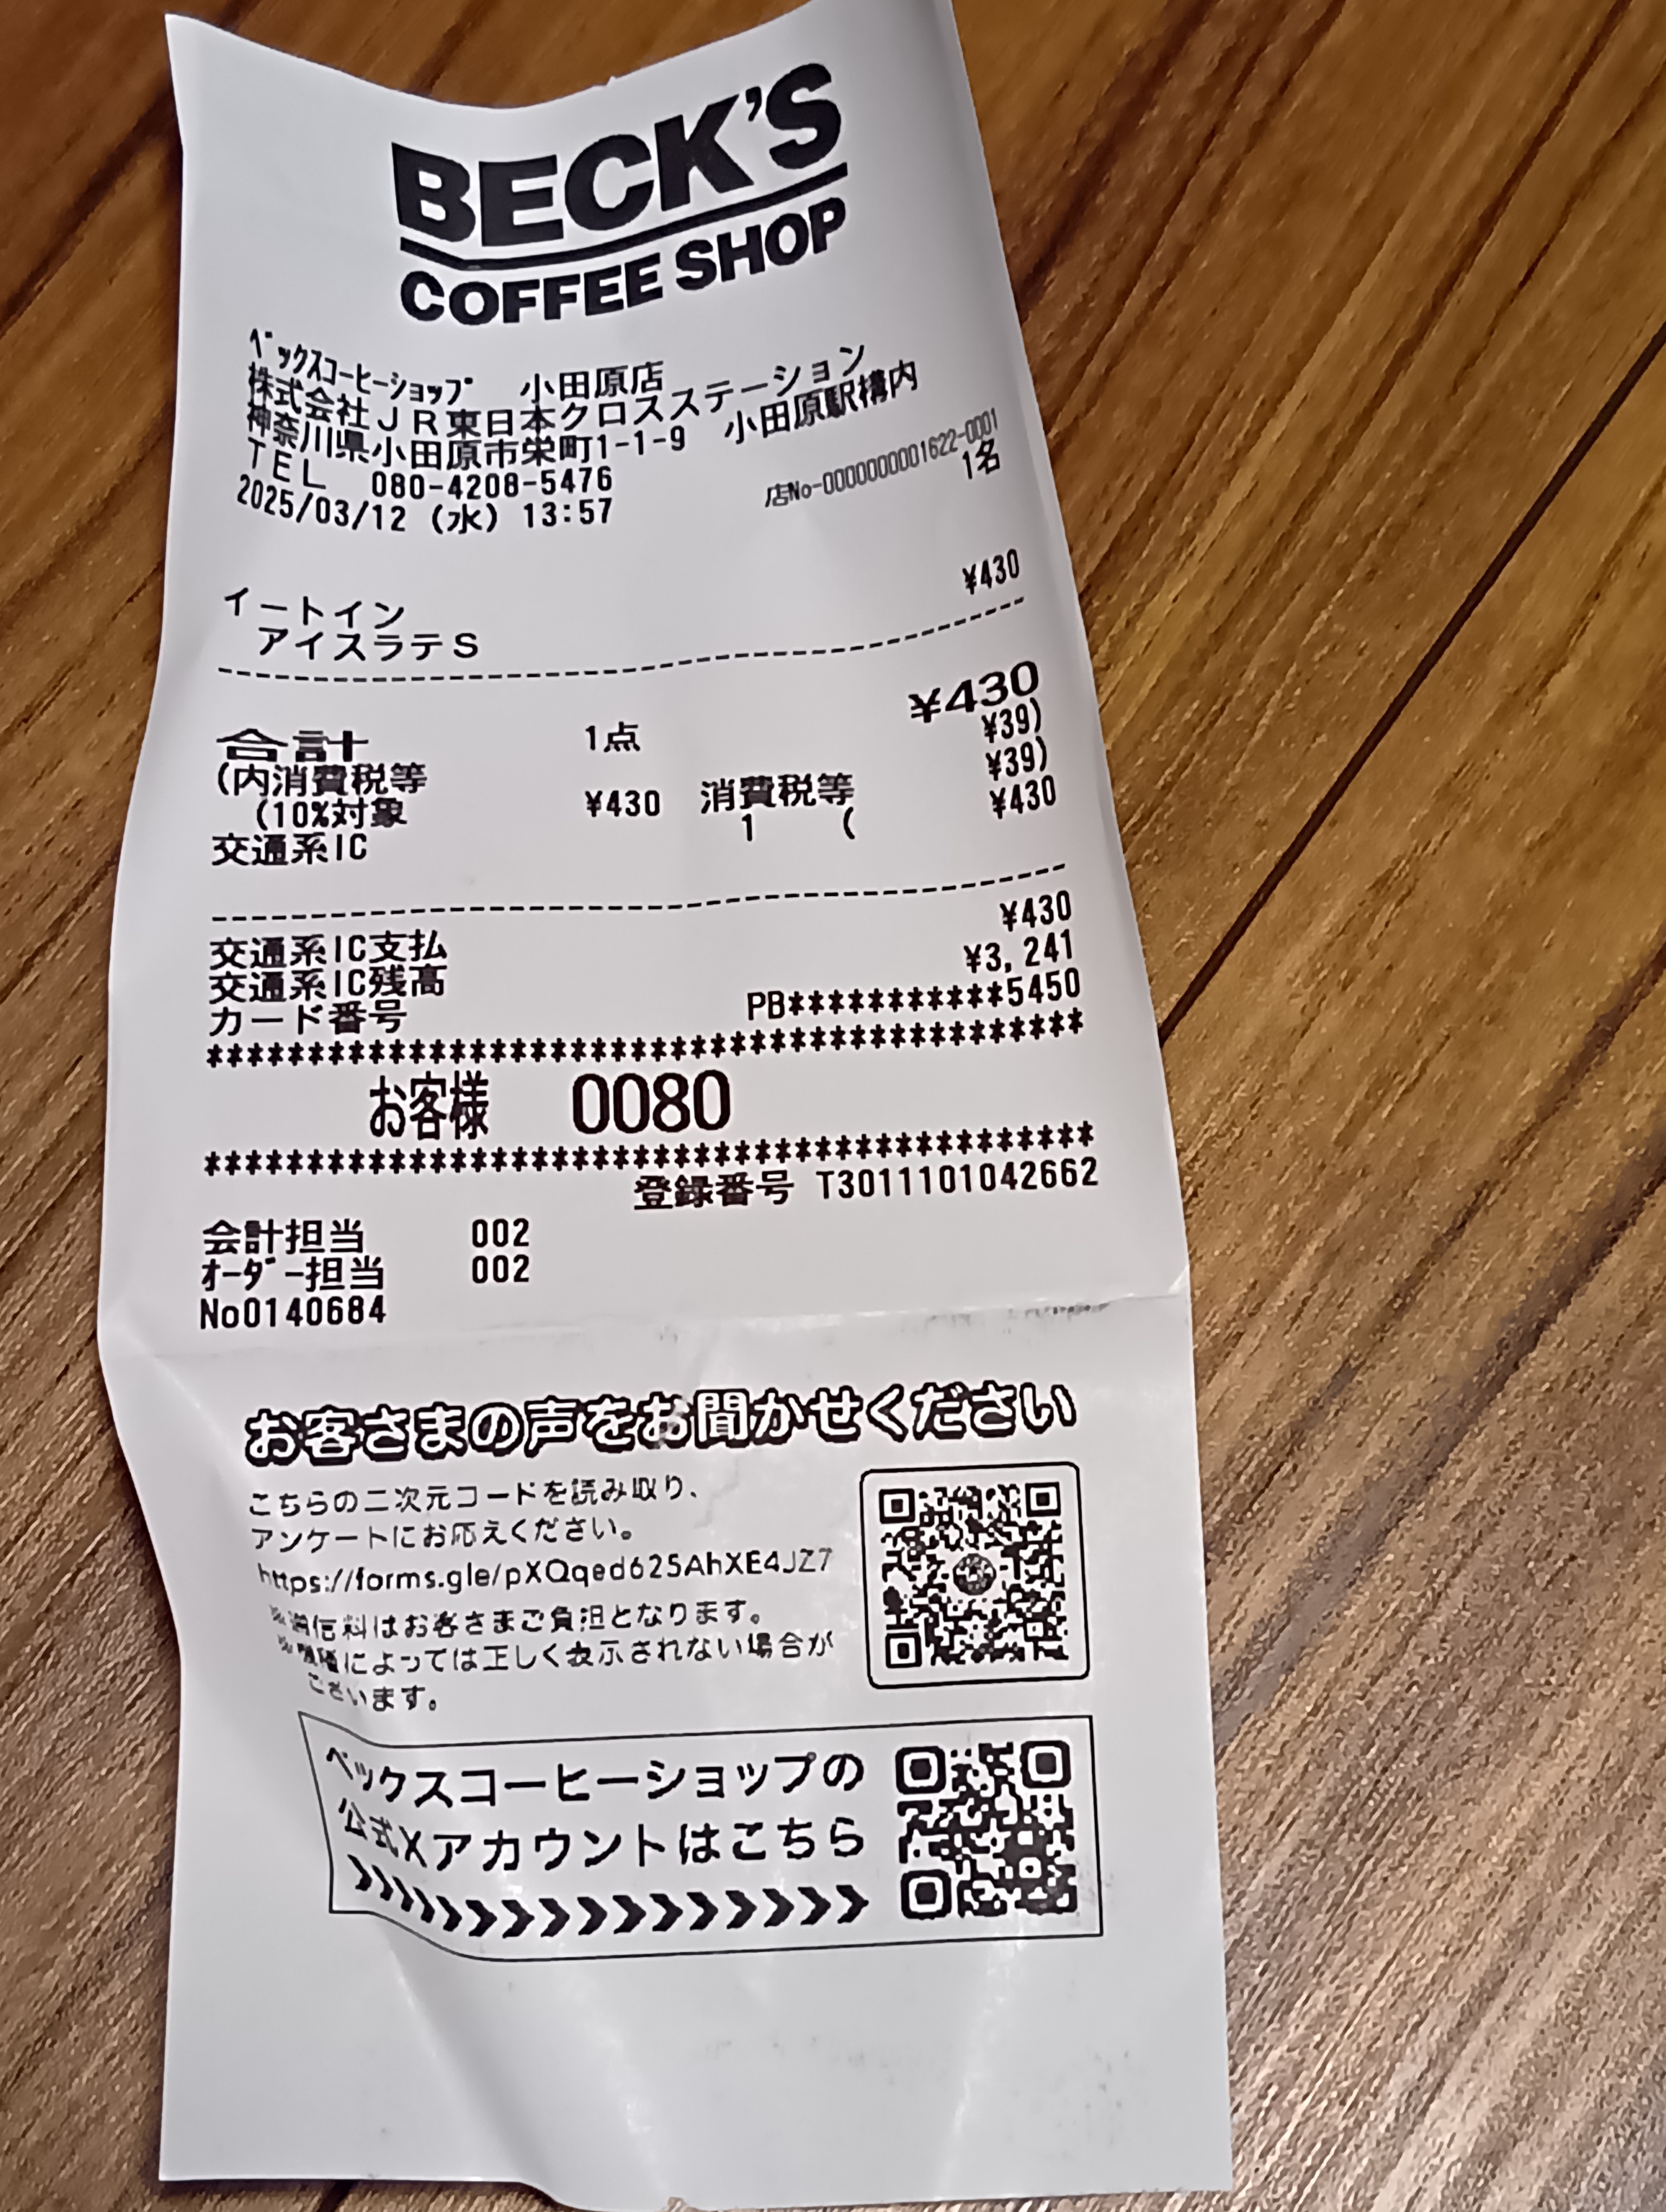 BECK'S
COFFEE SHOP
ベックスコーヒーショップ 小田原店
株式会社JR東日本クロスステーション
神奈川県小田原市栄町1-1-9 小田原駅構内
TEL 080-4208-5476
店No-0000000001622-0001
2025/03/12 (水) 13:57 1名
イートイン
アイスラテS ¥430
合計 1点 ¥430
(内消費税等 ¥39)
(10%対象 ¥430 消費税等 ¥39)
交通系IC 1 ( ¥430
交通系IC支払 ¥430
交通系IC残高 ¥3,241
カード番号 PB***********5450
*******************************************
お客様 0080
*******************************************
登録番号 T3011101042662
会計担当 002
オーダー担当 002
No0140684
お客さまの声をお聞かせください
こちらの二次元コードを読み取り、
アンケートにお応えください。
https://forms.gle/pXQqed625AhXE4JZ7
※通信料はお客さまご負担となります。
※機種によっては正しく表示されない場合が
ございます。
ベックスコーヒーショップの
公式Xアカウントはこちら